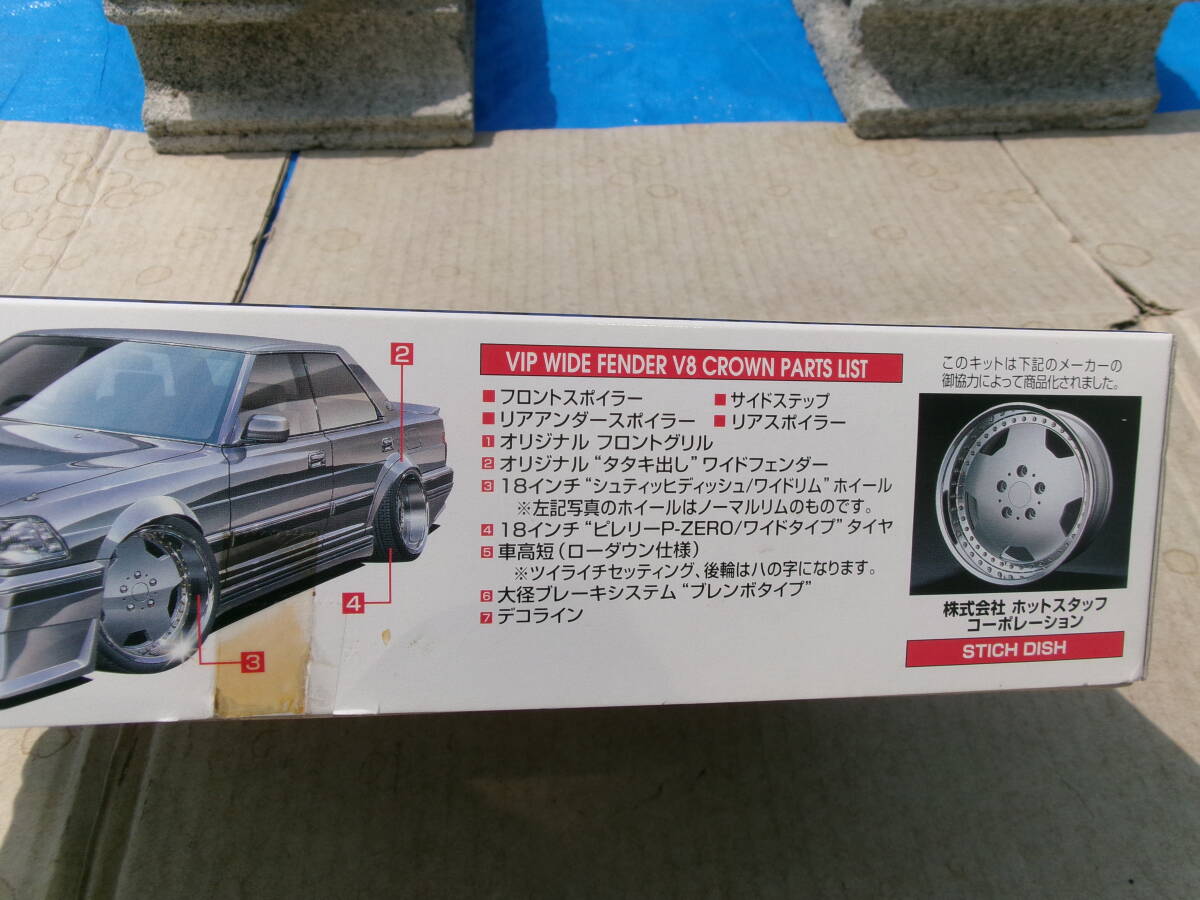 2
3
4
VIP WIDE FENDER V8 CROWN PARTS LIST
■ フロントスポイラー ■ サイドステップ
■ リアアンダースポイラー ■ リアスポイラー
1 オリジナル フロントグリル
2 オリジナル“タタキ出し”ワイドフェンダー
3 18インチ“シュティッヒディッシュ/ワイドリム”ホイール
※左記写真のホイールはノーマルリムのものです。
4 18インチ“ピレリーP-ZERO/ワイドタイプ”タイヤ
5 車高短(ローダウン仕様)
※ツイライチセッティング、後輪はハの字になります。
6 大径ブレーキシステム“ブレンボタイプ”
7 デコライン
このキットは下記のメーカーの
御協力によって商品化されました。
株式会社 ホットスタッフ
コーポレーション
STICH DISH